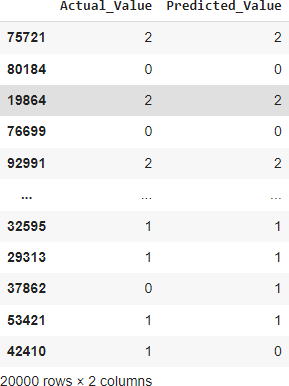 Actual_Value Predicted_Value
75721 2 2
80184 0 0
19864 2 2
76699 0 0
92991 2 2
... ... ...
32595 1 1
29313 1 1
37862 0 1
53421 1 1
42410 1 0
20000 rows × 2 columns